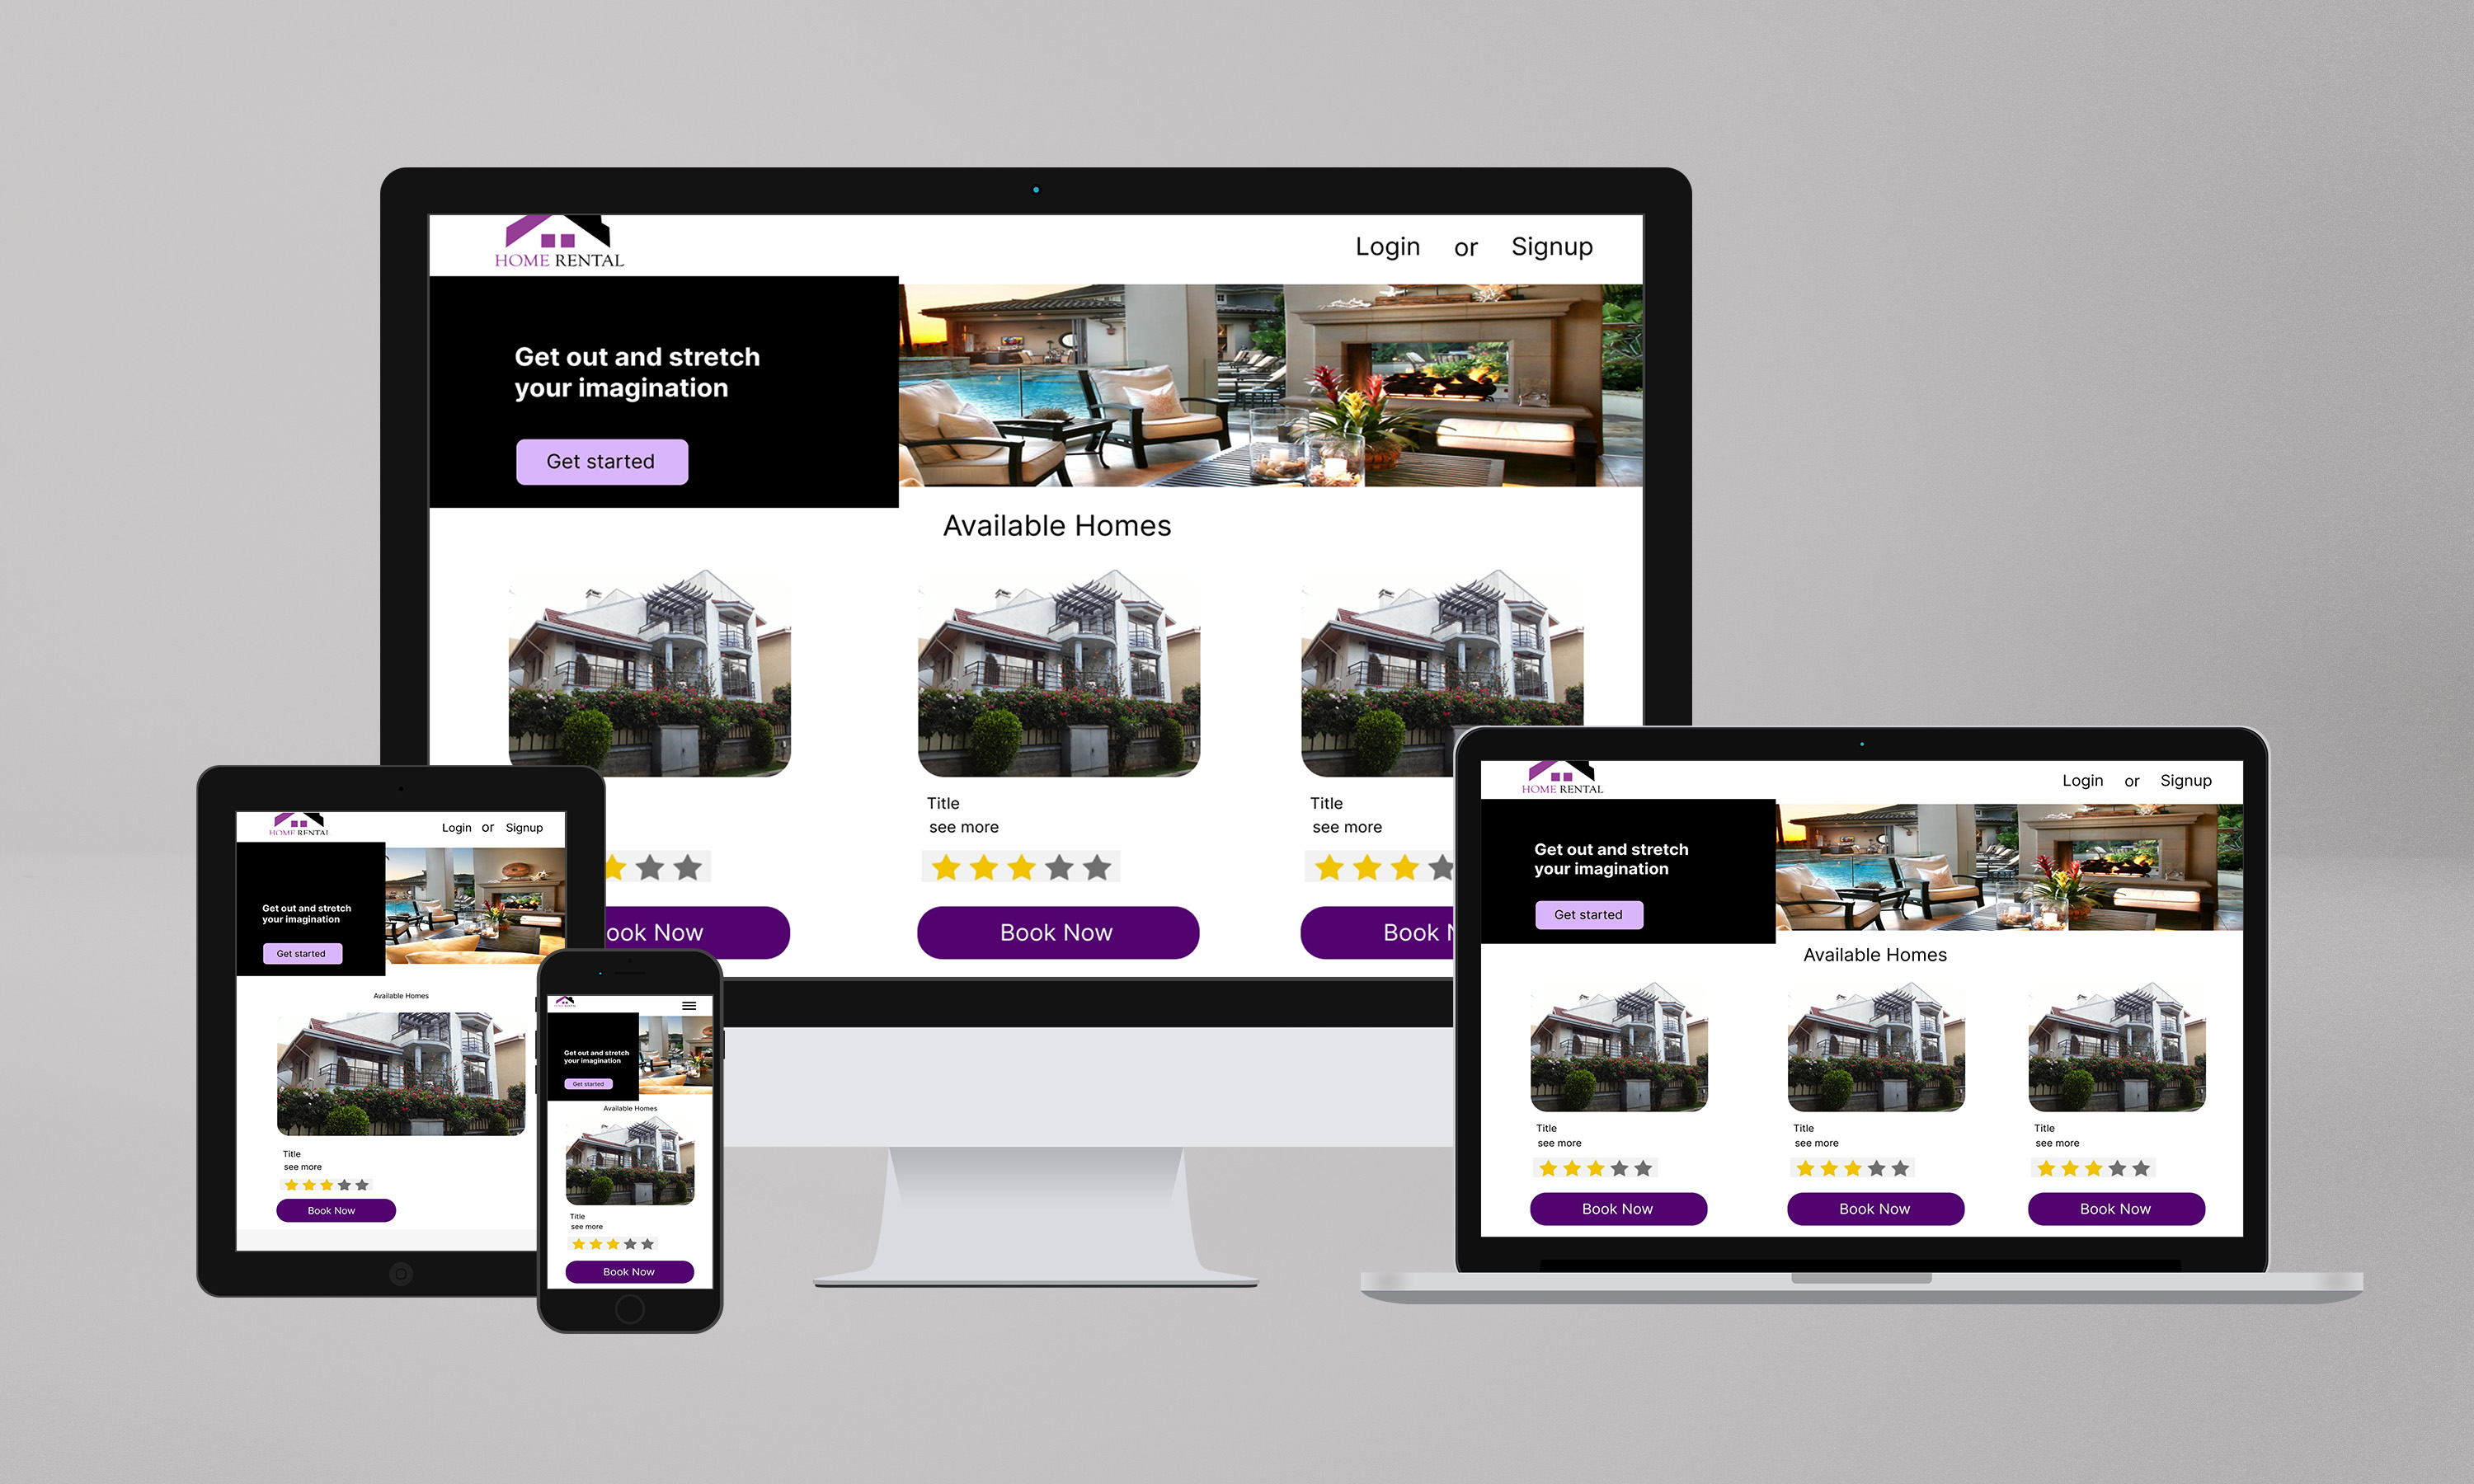 HOME RENTAL
Login or Signup
Get out and stretch
your imagination
Get started
Available Homes
Title
see more
Title
see more
ook Now
Book Now
Book
HOME RENTAL
Login or Signup
Get out and stretch
your imagination
Get started
Available Homes
Title
see more
Book Now
HOME RENTAL
Get out and stretch
your imagination
Get started
Available Homes
Title
see more
Book Now
HOME RENTAL
Login or Signup
Get out and stretch
your imagination
Get started
Available Homes
Title
see more
Title
see more
Title
see more
Book Now
Book Now
Book Now